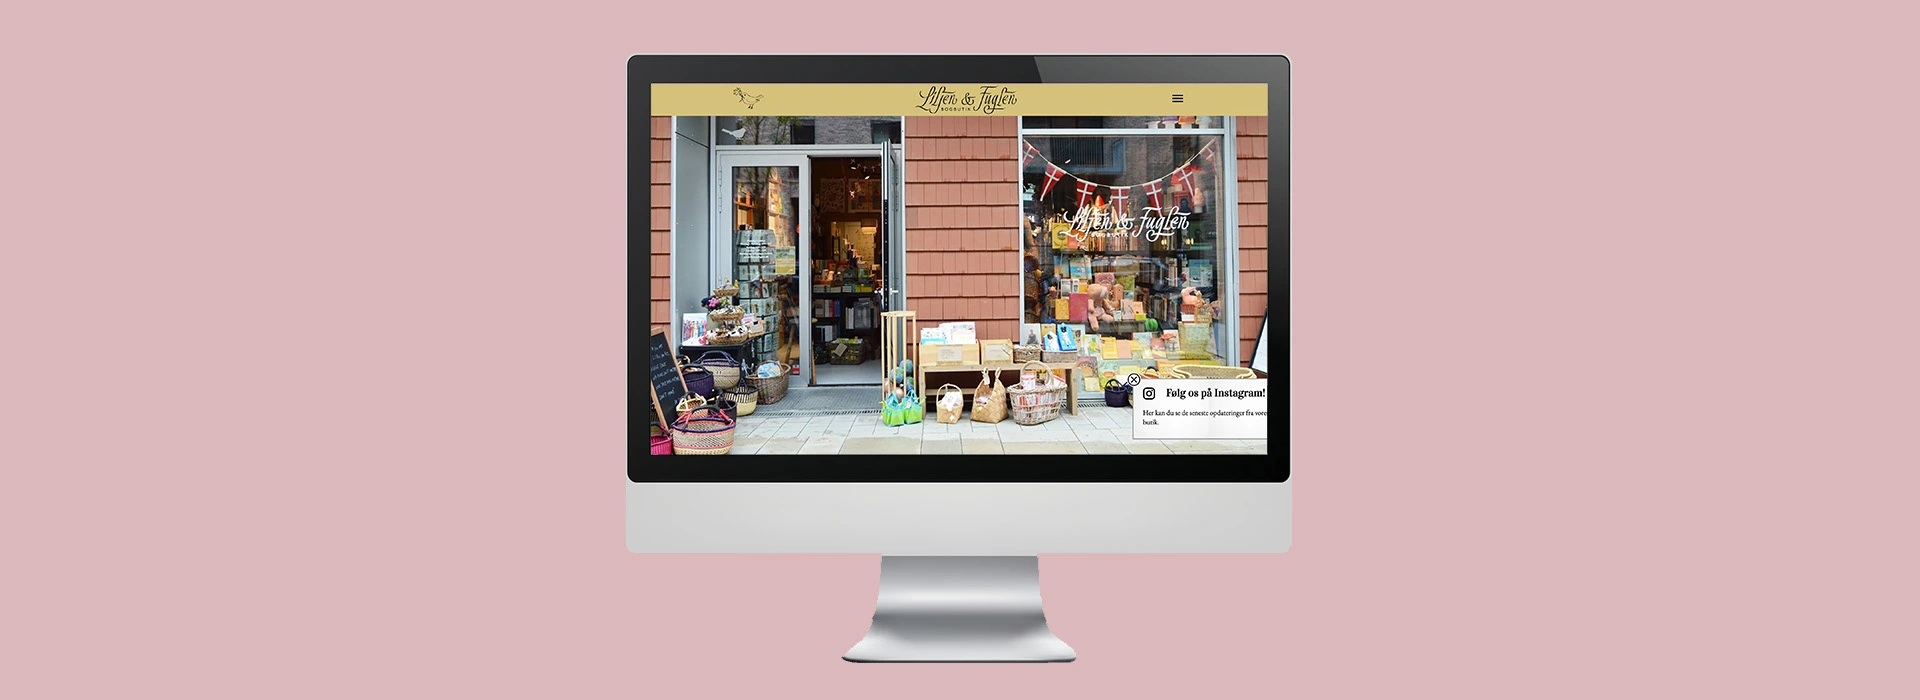 Liljen & Fuglen
BOGBUTIK
Liljen & Fuglen
BOGBUTIK
Følg os på Instagram!
Her kan du se de seneste opdateringer fra vore
butik.